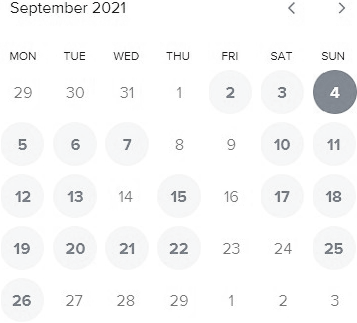 September 2021
MON TUE WED THU FRI SAT SUN
29 30 31 1 2 3 4
5 6 7 8 9 10 11
12 13 14 15 16 17 18
19 20 21 22 23 24 25
26 27 28 29 1 2 3